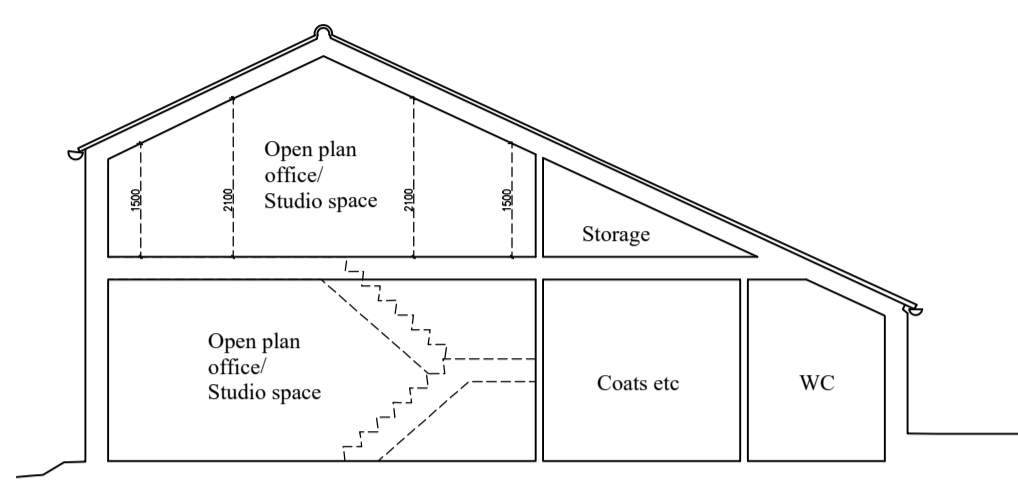 Open plan
office/
Studio space
1500
2100
2100
1500
Storage
Open plan
office/
Studio space
Coats etc
WC